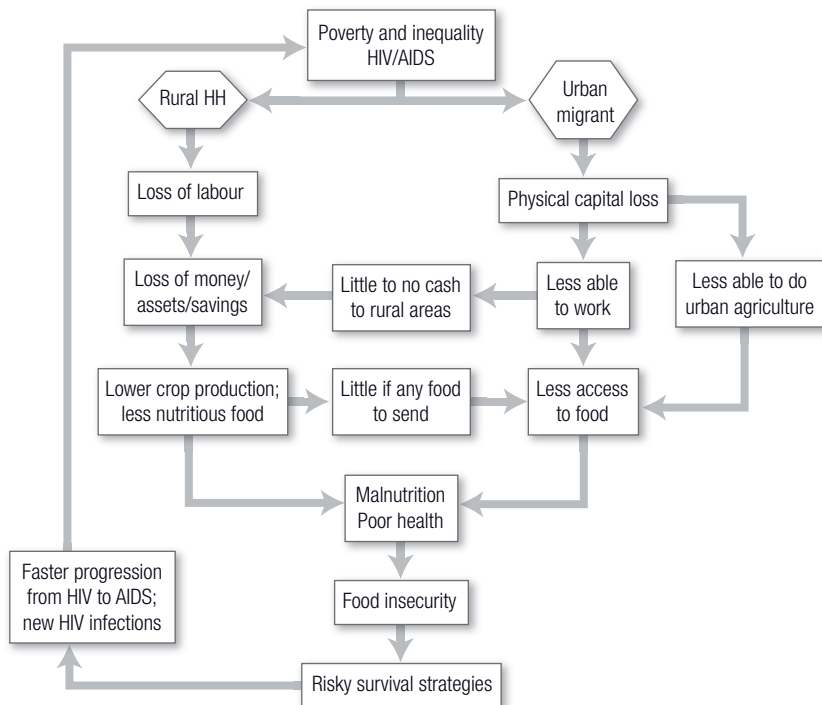 Poverty and inequality
HIV/AIDS
Rural HH
Urban
migrant
Loss of labour
Physical capital loss
Loss of money/
assets/savings
Little to no cash
to rural areas
Less able
to work
Less able to do
urban agriculture
Lower crop production;
less nutritious food
Little if any food
to send
Less access
to food
Malnutrition
Poor health
Faster progression
from HIV to AIDS;
new HIV infections
Food insecurity
Risky survival strategies